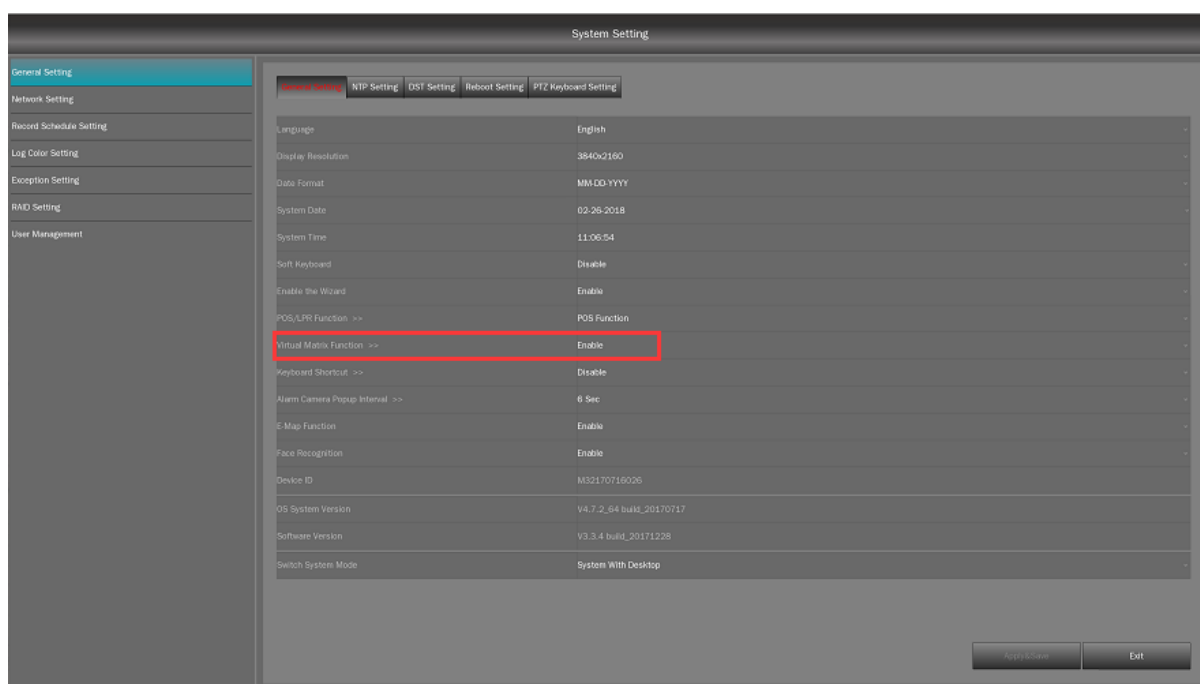 System Setting
General Setting
Network Setting
Record Schedule Setting
Log Color Setting
Exception Setting
RAID Setting
User Management
General Setting NTP Setting DST Setting Reboot Setting PTZ Keyboard Setting
Language English
Display Resolution 3840x2160
Date Format MM-DD-YYYY
System Date 02-26-2018
System Time 11:06:54
Soft Keyboard Disable
Enable the Wizard Enable
POS/LPR Function >> POS Function
Virtual Matrix Function >> Enable
Keyboard Shortcut >> Disable
Alarm Camera Popup Interval >> 6 Sec
E-Map Function Enable
Face Recognition Enable
Device ID M32170716026
OS System Version V4.7.2_64 build_20170717
Software Version V3.3.4 build_20171228
Switch System Mode System With Desktop
Apply&Save Exit